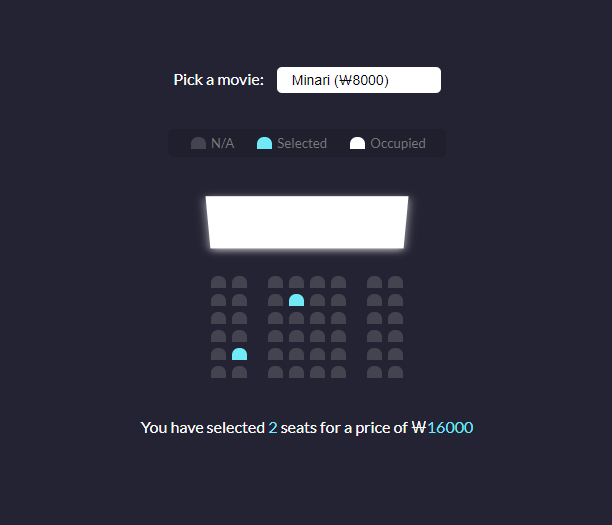 Pick a movie: Minari (₩8000)
N/A Selected Occupied
You have selected 2 seats for a price of ₩16000